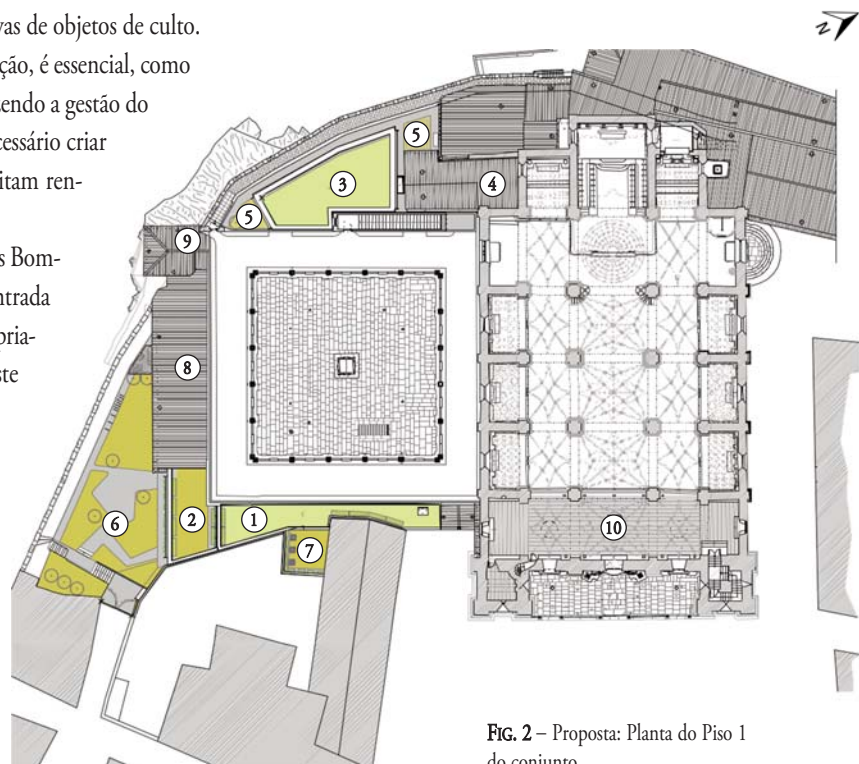 vas de objetos de culto.
ção, é essencial, como
zendo a gestão do
cessário criar
itam ren-
s Bom-
ntrada
pria-
ste
N
5
3
4
5
9
8
6
2
1
7
10
FIG. 2 – Proposta: Planta do Piso 1
do conjunto